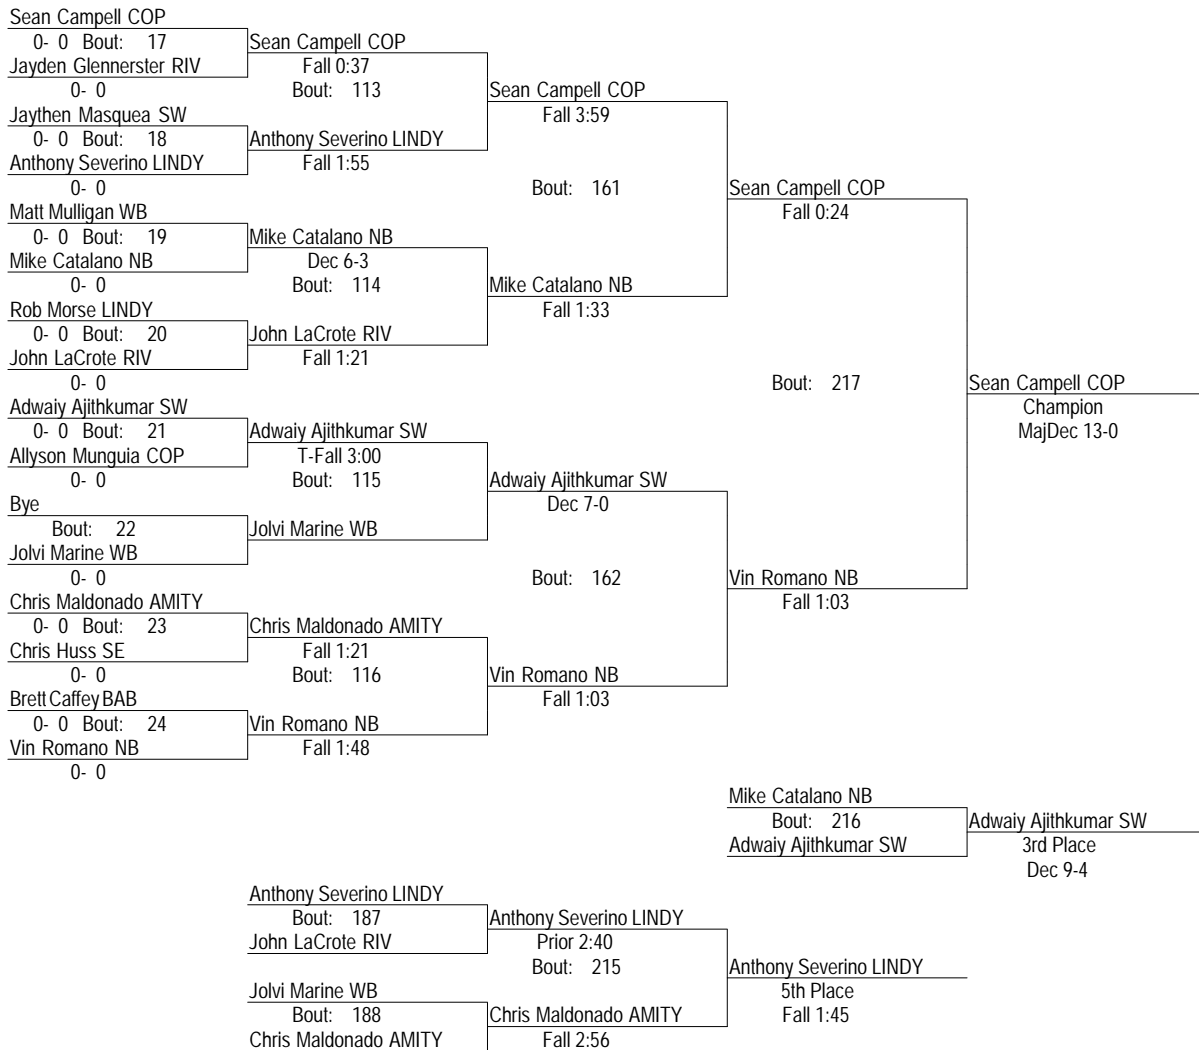 Sean Campell COP
0- 0 Bout: 17
Jayden Glennerster RIV
0- 0
Jaythen Masquea SW
0- 0 Bout: 18
Anthony Severino LINDY
0- 0
Matt Mulligan WB
0- 0 Bout: 19
Mike Catalano NB
0- 0
Rob Morse LINDY
0- 0 Bout: 20
John LaCrote RIV
0- 0
Adwaiy Ajithkumar SW
0- 0 Bout: 21
Allyson Munguia COP
0- 0
Bye
Bout: 22
Jolvi Marine WB
0- 0
Chris Maldonado AMITY
0- 0 Bout: 23
Chris Huss SE
0- 0
Brett Caffey BAB
0- 0 Bout: 24
Vin Romano NB
0- 0
Sean Campell COP
Fall 0:37
Bout: 113
Anthony Severino LINDY
Fall 1:55
Mike Catalano NB
Dec 6-3
Bout: 114
John LaCrote RIV
Fall 1:21
Adwaiy Ajithkumar SW
T-Fall 3:00
Bout: 115
Jolvi Marine WB
Chris Maldonado AMITY
Fall 1:21
Bout: 116
Vin Romano NB
Fall 1:48
Sean Campell COP
Fall 3:59
Bout: 161
Mike Catalano NB
Fall 1:33
Adwaiy Ajithkumar SW
Dec 7-0
Bout: 162
Vin Romano NB
Fall 1:03
Sean Campell COP
Fall 0:24
Bout: 217
Vin Romano NB
Fall 1:03
Sean Campell COP
Champion
MajDec 13-0
Mike Catalano NB
Bout: 216
Adwaiy Ajithkumar SW
Adwaiy Ajithkumar SW
3rd Place
Dec 9-4
Anthony Severino LINDY
Bout: 187
John LaCrote RIV
Jolvi Marine WB
Bout: 188
Chris Maldonado AMITY
Anthony Severino LINDY
Prior 2:40
Bout: 215
Chris Maldonado AMITY
Fall 2:56
Anthony Severino LINDY
5th Place
Fall 1:45